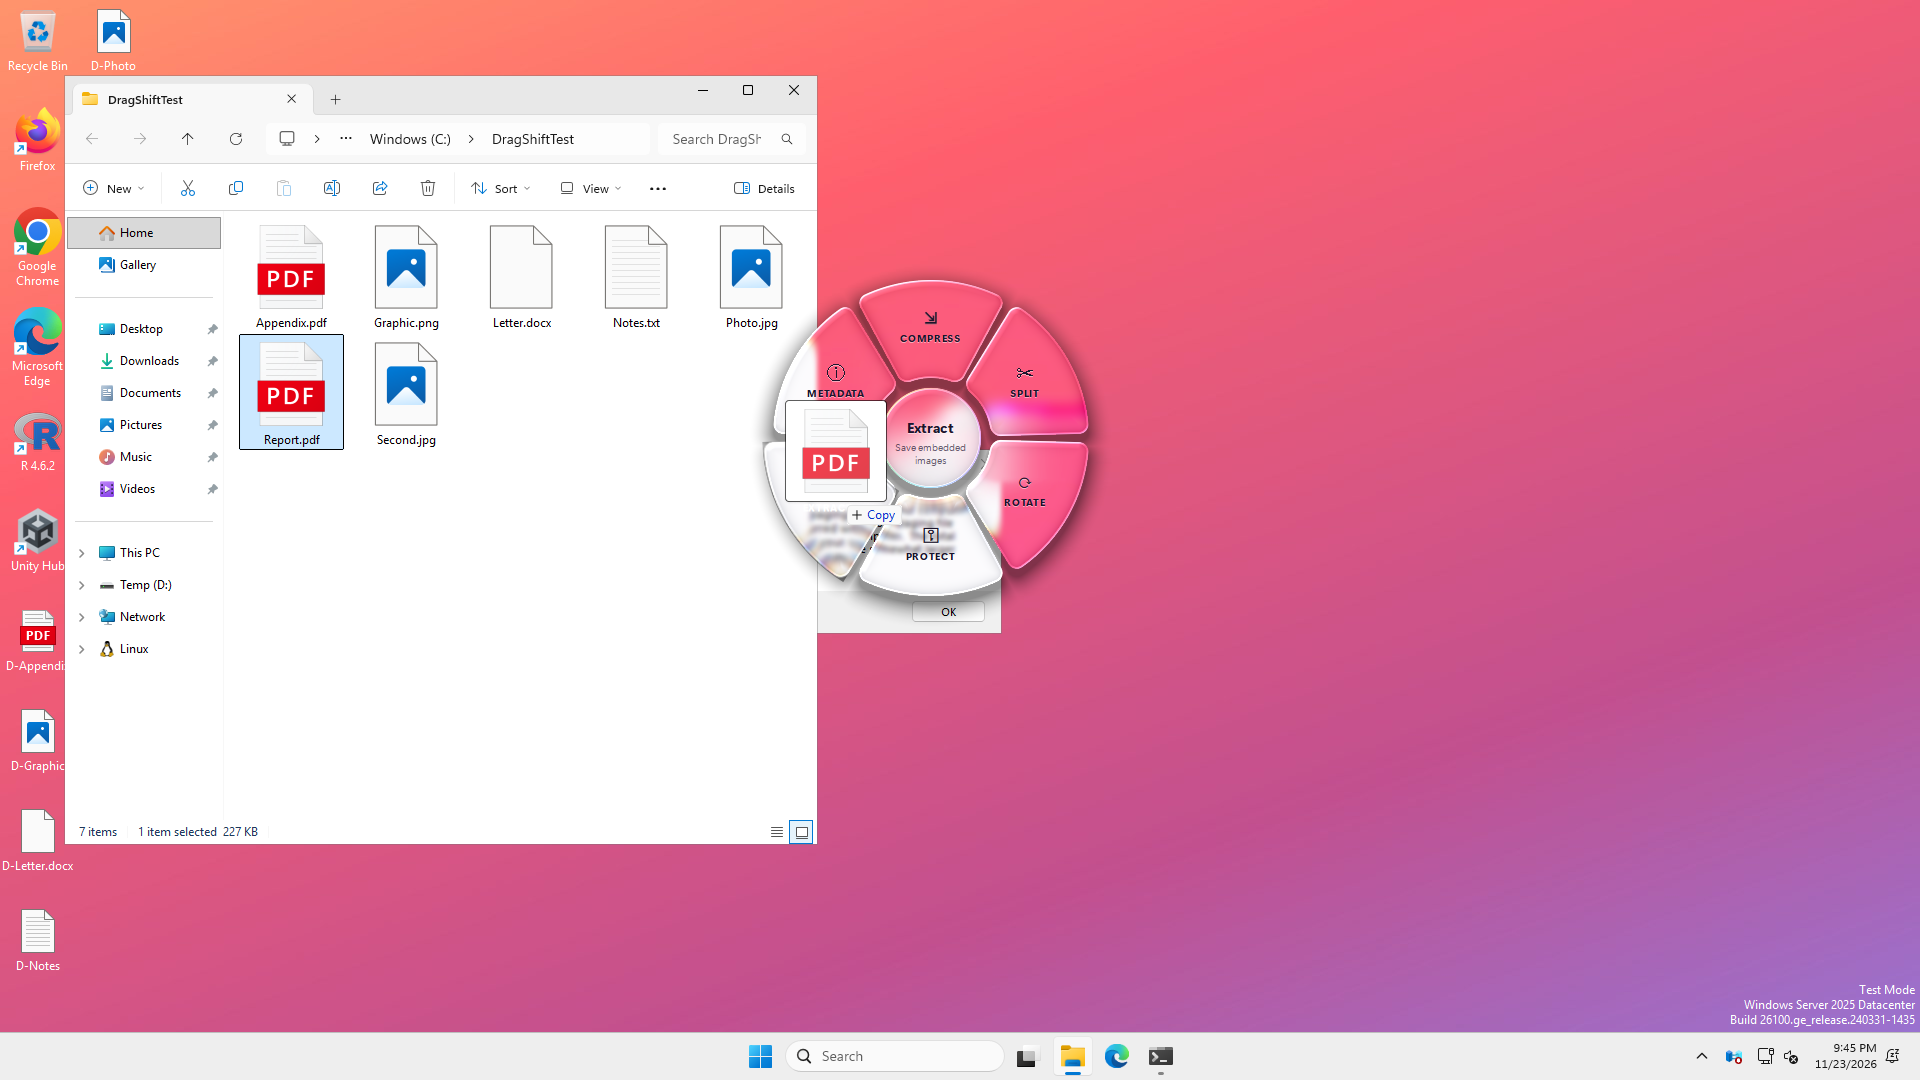 Recycle Bin
D-Photo
Firefox
Google
Chrome
Microsoft
Edge
R 4.6.2
Unity Hub
PDF
D-Appendi
D-Graphic
D-Letter.docx
D-Notes
DragShiftTest
Windows (C:)
DragShiftTest
Search DragSh
New
Sort
View
Details
Home
Gallery
Desktop
Downloads
Documents
Pictures
Music
Videos
This PC
Temp (D:)
Network
Linux
PDF
Appendix.pdf
Graphic.png
Letter.docx
Notes.txt
Photo.jpg
PDF
Report.pdf
Second.jpg
7 items
1 item selected 227 KB
COMPRESS
METADATA
SPLIT
Extract
Save embedded
images
PDF
ROTATE
+ Copy
PROTECT
OK
Test Mode
Windows Server 2025 Datacenter
Build 26100.ge_release.240331-1435
Search
9:45 PM
11/23/2026